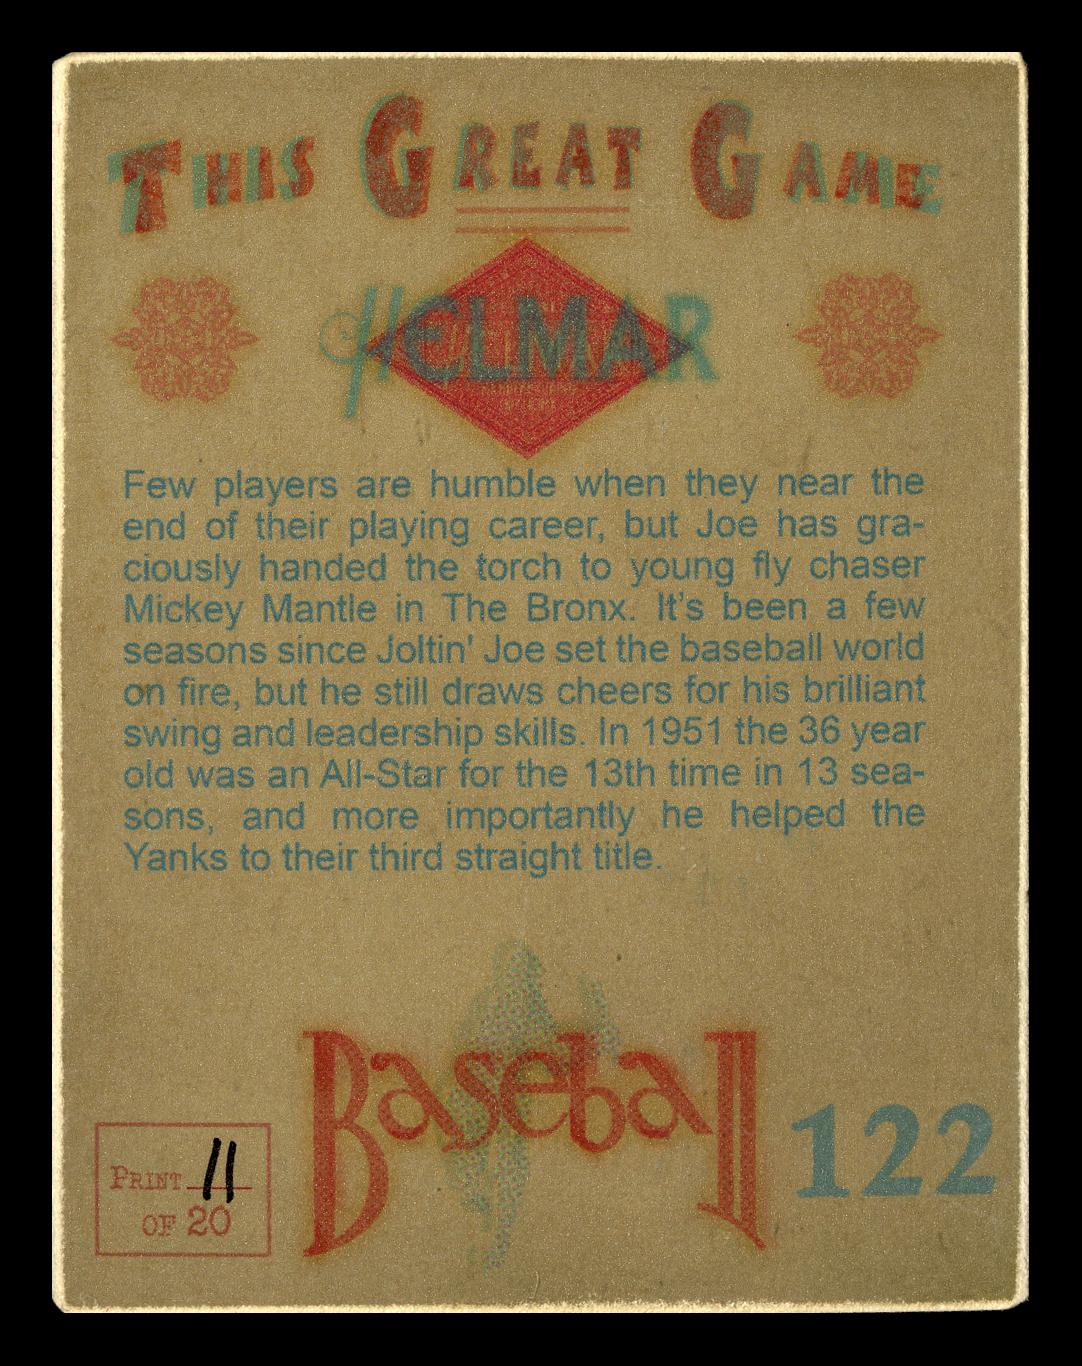 THIS GREAT GAME
HELMAR
Few players are humble when they near the
end of their playing career, but Joe has gra-
ciously handed the torch to young fly chaser
Mickey Mantle in The Bronx. It's been a few
seasons since Joltin' Joe set the baseball world
on fire, but he still draws cheers for his brilliant
swing and leadership skills. In 1951 the 36 year
old was an All-Star for the 13th time in 13 sea-
sons, and more importantly he helped the
Yanks to their third straight title.
Baseball
122
PRINT 11
OF 20